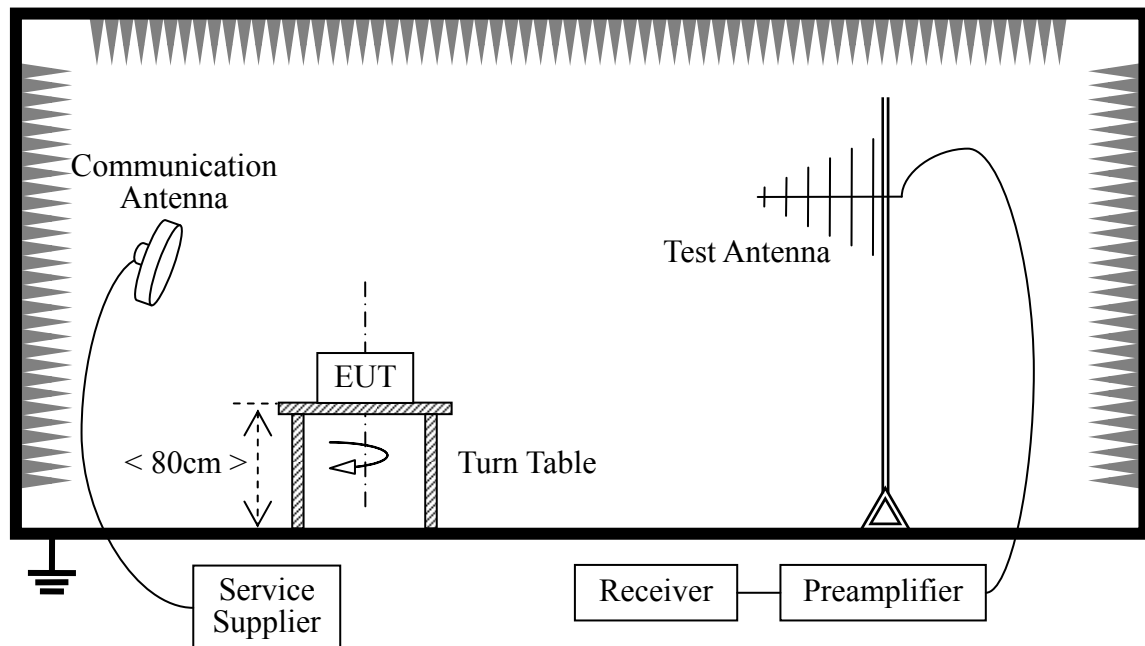 Communication
Antenna
Test Antenna
EUT
< 80cm >
Turn Table
Service
Supplier
Receiver
Preamplifier